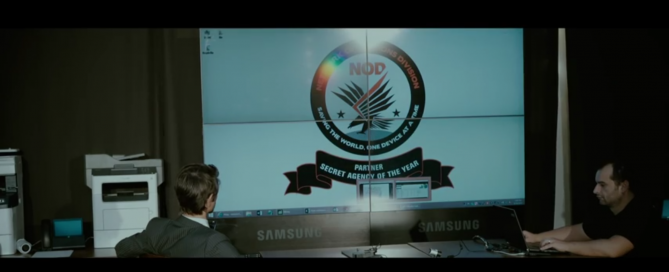 NOD
DIVISION
SAVING THE WORLD, ONE DEVICE AT A TIME
PARTNER
SECRET AGENCY OF THE YEAR
SAMSUNG SAMSUNG